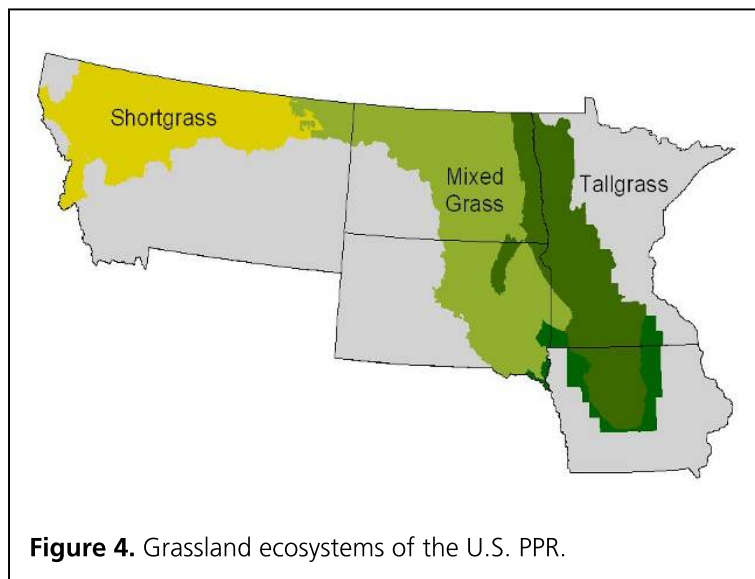 Shortgrass
Mixed
Grass
Tallgrass
Figure 4. Grassland ecosystems of the U.S. PPR.